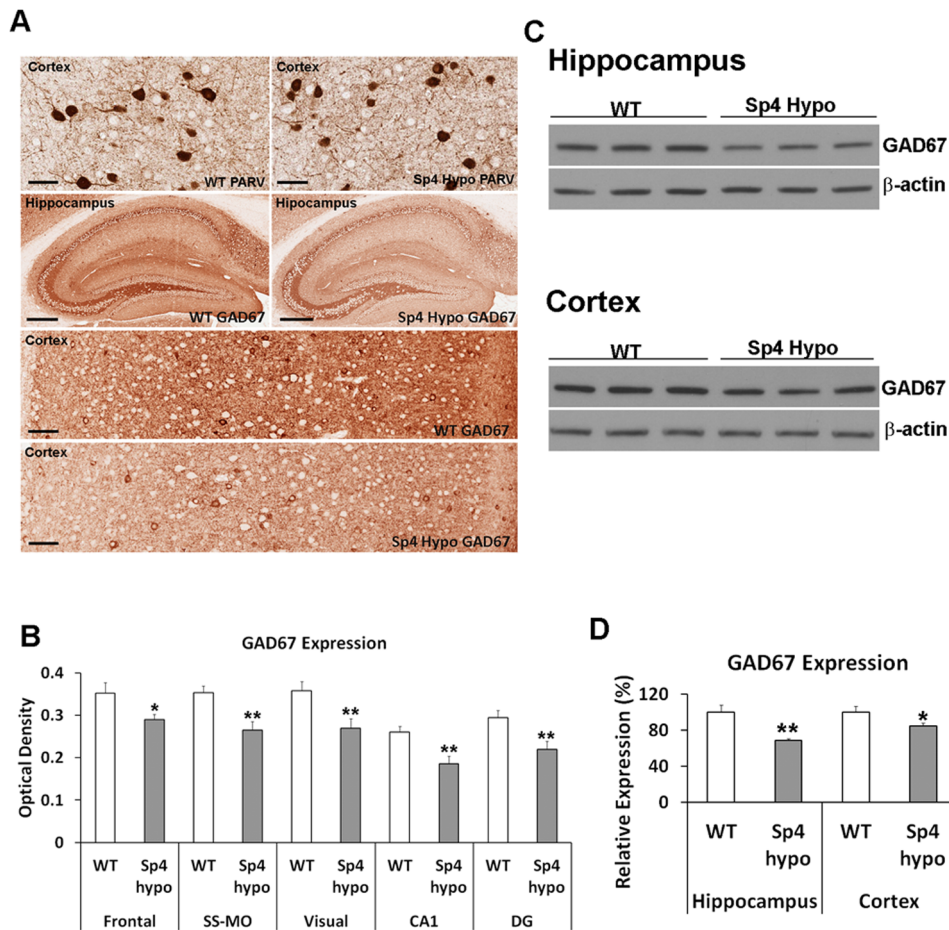 A
Cortex
Cortex
WT PARV
Sp4 Hypo PARV
Hippocampus
Hipocampus
WT GAD67
Sp4 Hypo GAD67
Cortex
WT GAD67
Cortex
Sp4 Hypo GAD67
C
Hippocampus
WT
Sp4 Hypo
GAD67
β-actin
Cortex
WT
Sp4 Hypo
GAD67
β-actin
B
GAD67 Expression
Optical Density
0.4
0.3
0.2
0.1
0
*
**
**
**
**
WT
Sp4 hypo
WT
Sp4 hypo
WT
Sp4 hypo
WT
Sp4 hypo
WT
Sp4 hypo
Frontal
SS-MO
Visual
CA1
DG
D
GAD67 Expression
Relative Expression (%)
120
80
40
0
**
*
WT
Sp4 hypo
WT
Sp4 hypo
Hippocampus
Cortex